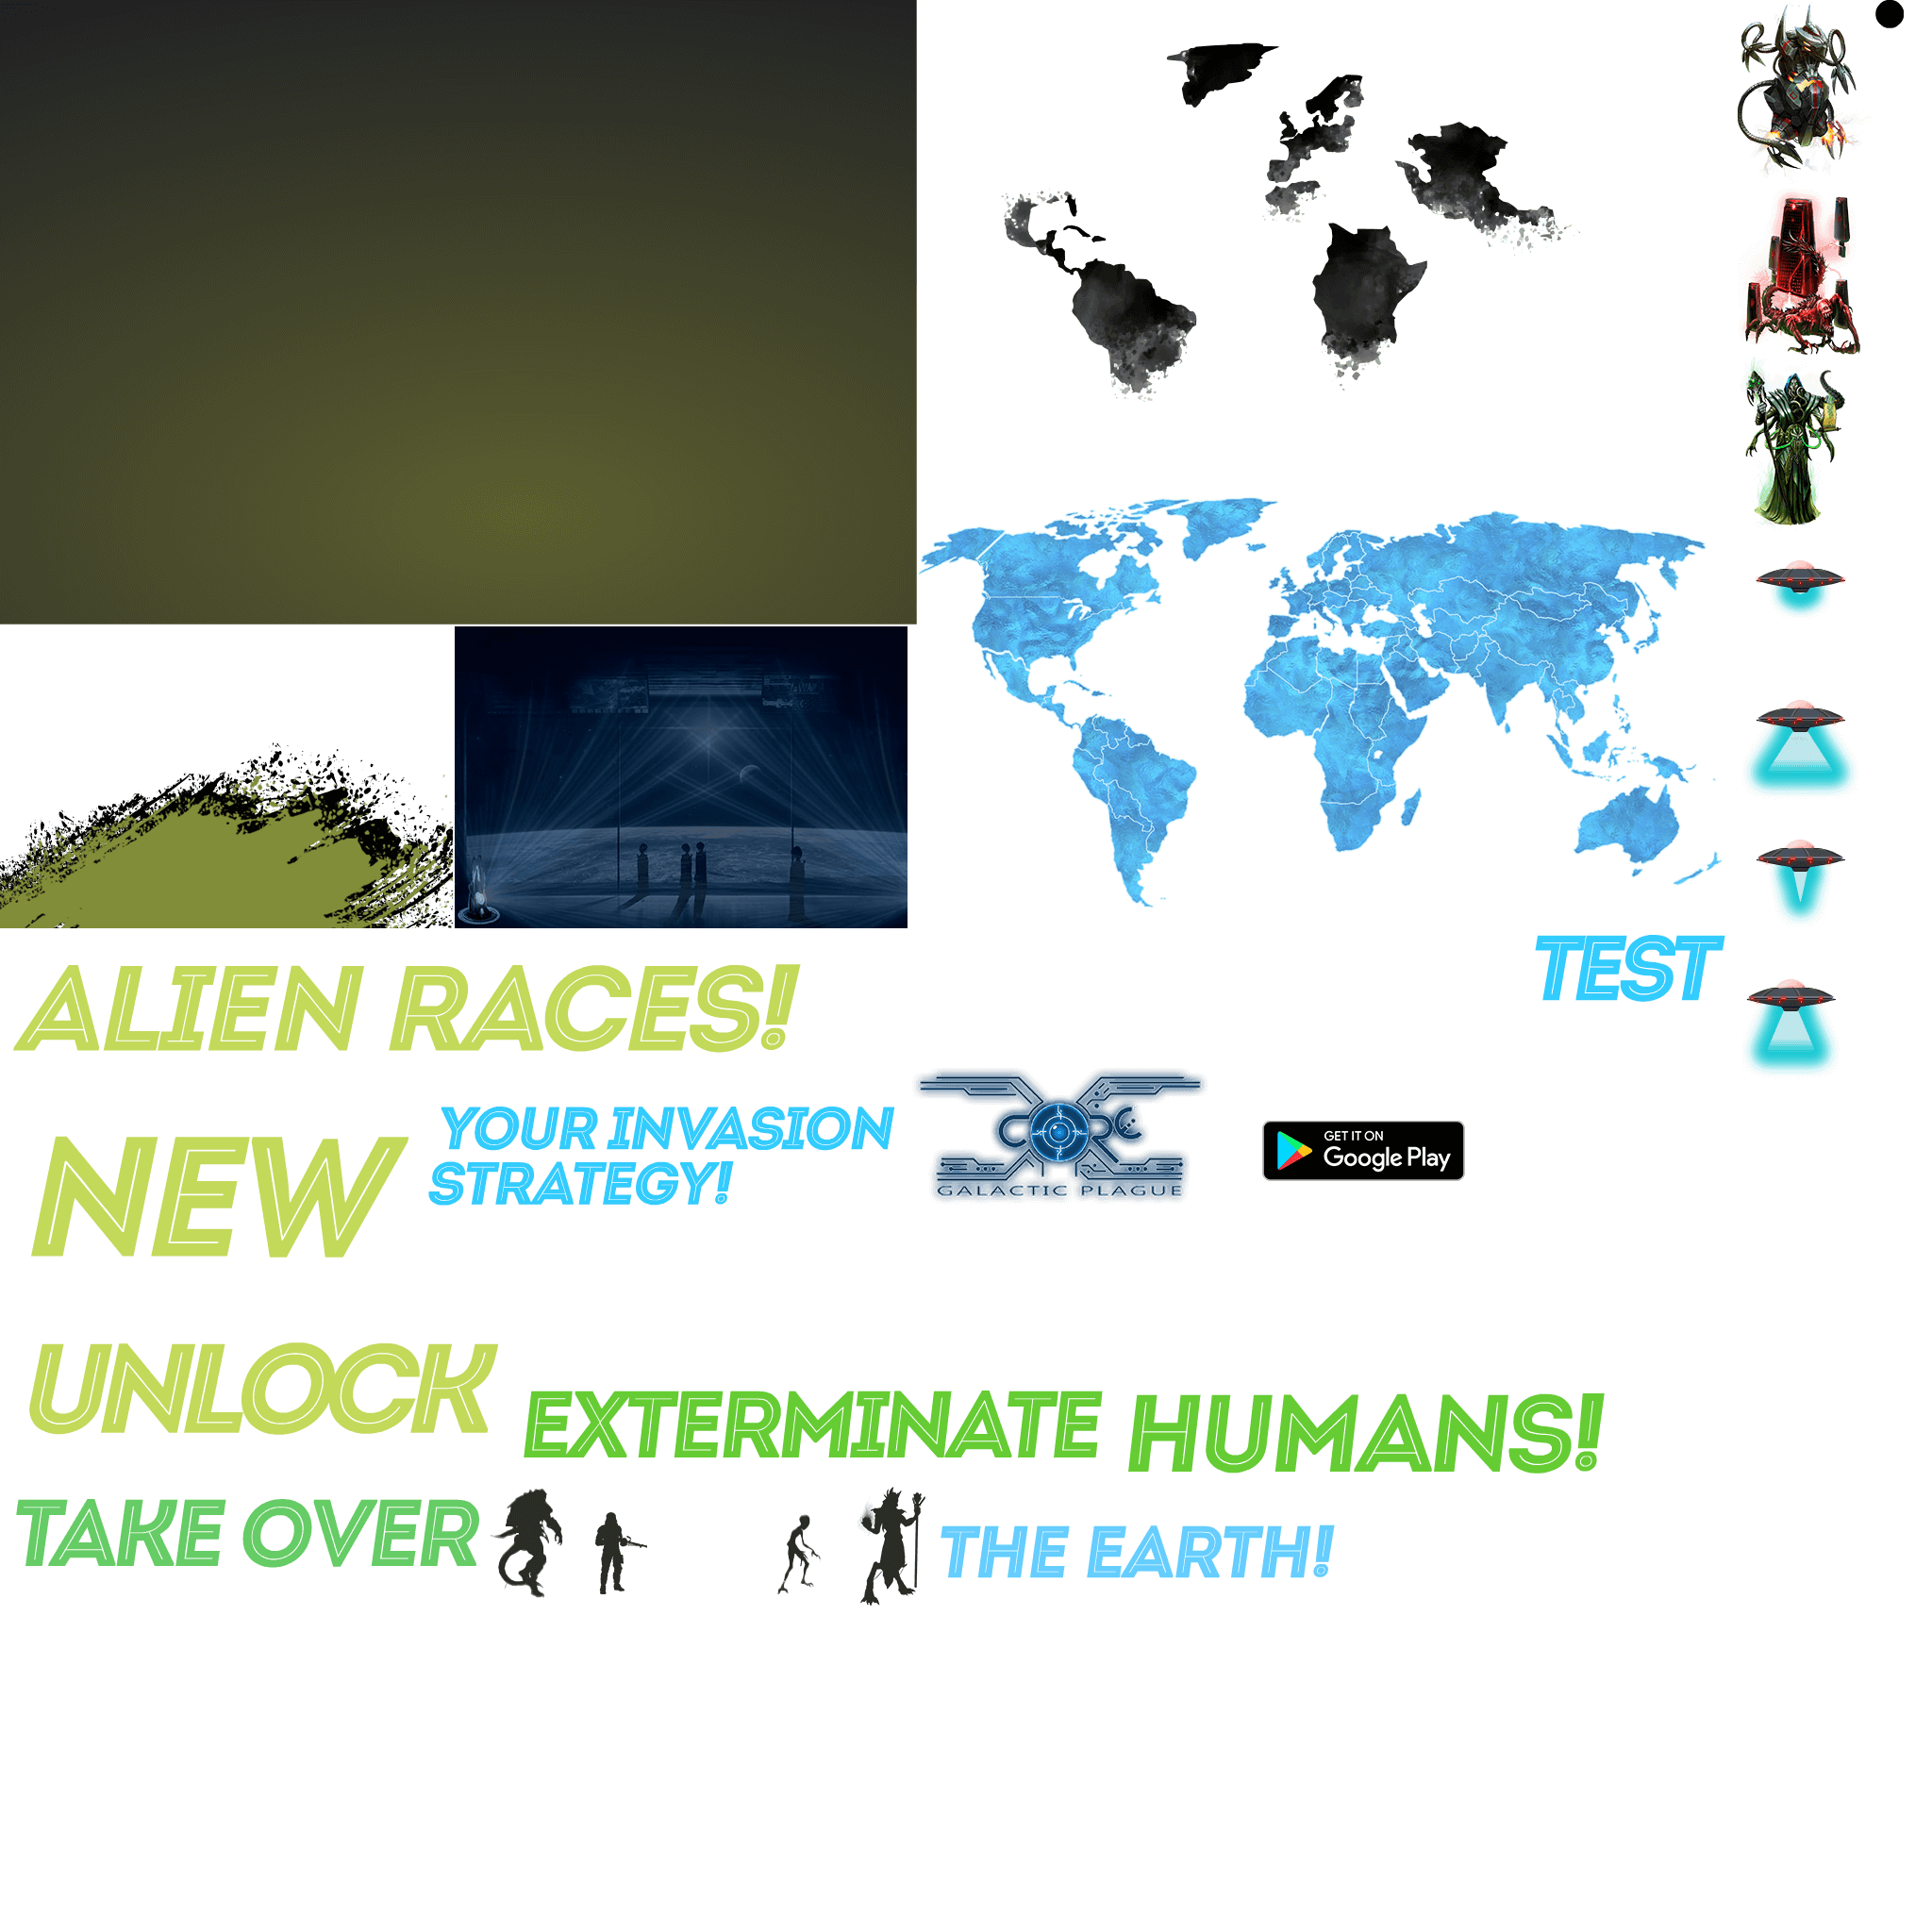 TEST
ALIEN RACES!
YOUR INVASION
STRATEGY!
NEW
CORE
GALACTIC PLAGUE
GET IT ON
Google Play
UNLOCK
EXTERMINATE
HUMANS!
TAKE OVER
THE EARTH!